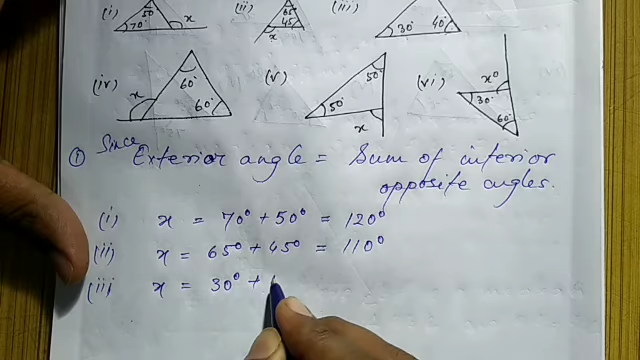 (i) 50° 70° x
(ii) 65° 45° x
(iii) 30° 40°
(iv) x 60° 60°
(v) 50° 50° x
(vi) x° 30° 60°
① Since Exterior angle = Sum of interior
opposite angles.
(i) x = 70° + 50° = 120°
(ii) x = 65° + 45° = 110°
(iii) x = 30° +